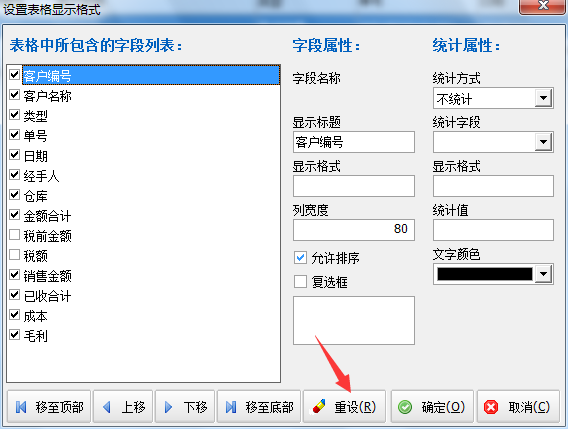 设置表格显示格式
表格中所包含的字段列表：
客户编号
客户名称
类型
单号
日期
经手人
仓库
金额合计
税前金额
税额
销售金额
已收合计
成本
毛利
字段属性：
字段名称
显示标题
客户编号
显示格式
列宽度
80
允许排序
复选框
统计属性：
统计方式
不统计
统计字段
显示格式
统计值
文字颜色
移至顶部 上移 下移 移至底部 重设(R) 确定(O) 取消(C)